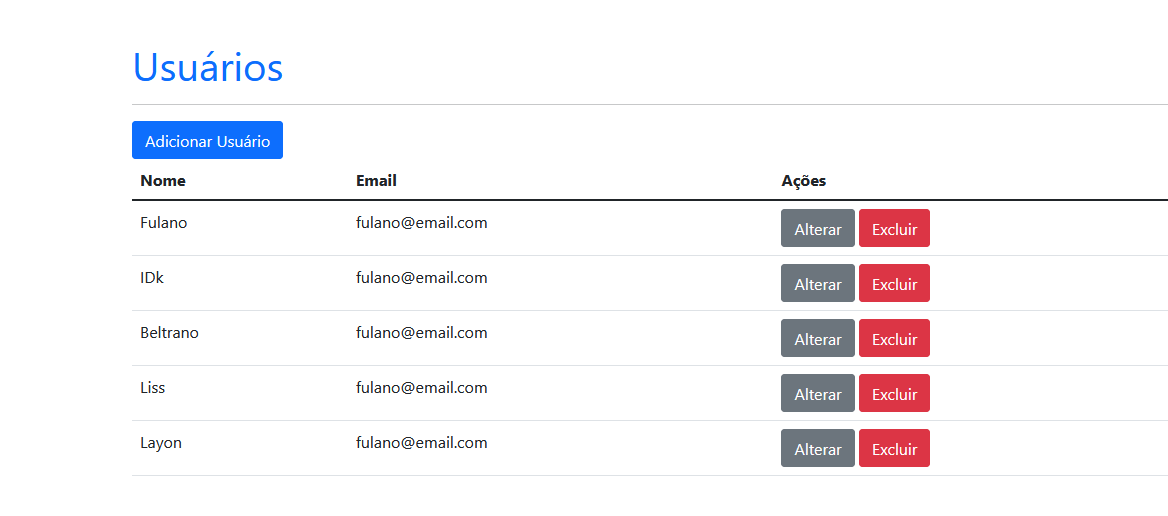 Usuários
Adicionar Usuário
Nome Email Ações
Fulano fulano@email.com Alterar Excluir
IDk fulano@email.com Alterar Excluir
Beltrano fulano@email.com Alterar Excluir
Liss fulano@email.com Alterar Excluir
Layon fulano@email.com Alterar Excluir